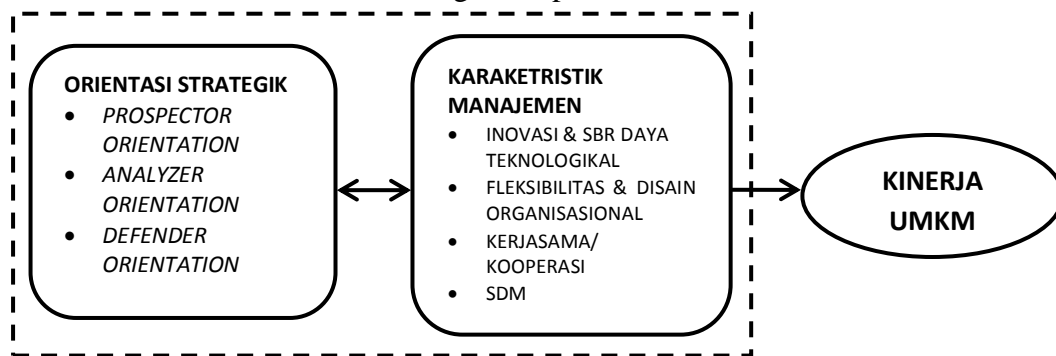 ORIENTASI STRATEGIK
• PROSPECTOR
ORIENTATION
• ANALYZER
ORIENTATION
• DEFENDER
ORIENTATION
KARAKETRISTIK
MANAJEMEN
• INOVASI & SBR DAYA
TEKNOLOGIKAL
• FLEKSIBILITAS & DISAIN
ORGANISASIONAL
• KERJASAMA/
KOOPERASI
• SDM
KINERJA
UMKM